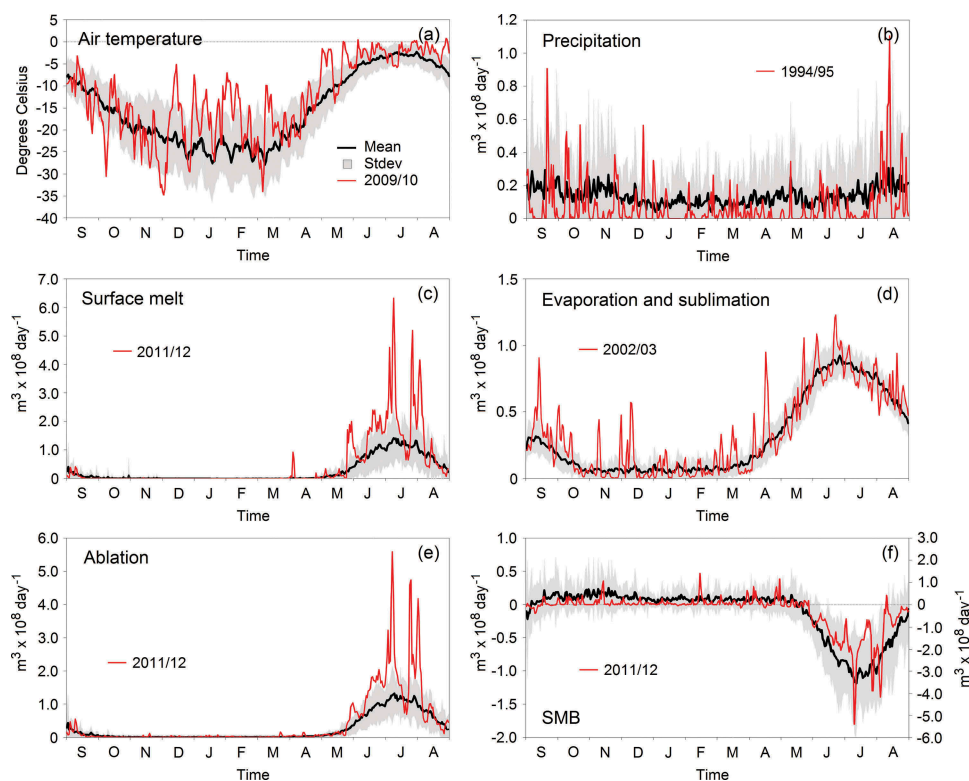 Air temperature
(a)
Degrees Celsius
5
0
-5
-10
-15
-20
-25
-30
-35
-40
Mean
Stdev
2009/10
S O N D J F M A M J J A
Time
Precipitation
(b)
m³ x 10⁸ day⁻¹
1.2
1.0
0.8
0.6
0.4
0.2
0
1994/95
S O N D J F M A M J J A
Time
Surface melt
(c)
m³ x 10⁸ day⁻¹
7.0
6.0
5.0
4.0
3.0
2.0
1.0
0
2011/12
S O N D J F M A M J J A
Time
Evaporation and sublimation
(d)
m³ x 10⁸ day⁻¹
1.5
1.0
0.5
0
2002/03
S O N D J F M A M J J A
Time
Ablation
(e)
m³ x 10⁸ day⁻¹
6.0
5.0
4.0
3.0
2.0
1.0
0
2011/12
S O N D J F M A M J J A
Time
(f)
m³ x 10⁸ day⁻¹
0.5
0
-0.5
-1.0
-1.5
-2.0
2011/12
SMB
3.0
2.0
1.0
0
-1.0
-2.0
-3.0
-4.0
-5.0
-6.0
m³ x 10⁸ day⁻¹
S O N D J F M A M J J A
Time